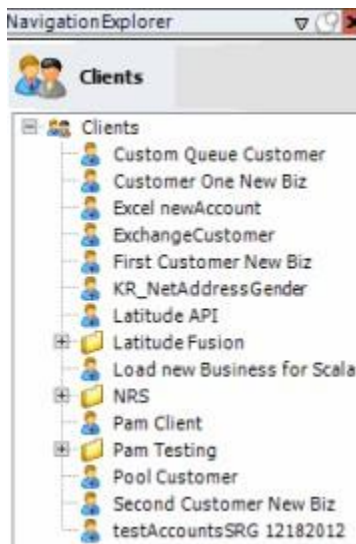 NavigationExplorer
Clients
Clients
Custom Queue Customer
Customer One New Biz
Excel newAccount
ExchangeCustomer
First Customer New Biz
KR_NetAddressGender
Latitude API
Latitude Fusion
Load new Business for Scala
NRS
Pam Client
Pam Testing
Pool Customer
Second Customer New Biz
testAccountsSRG 12182012